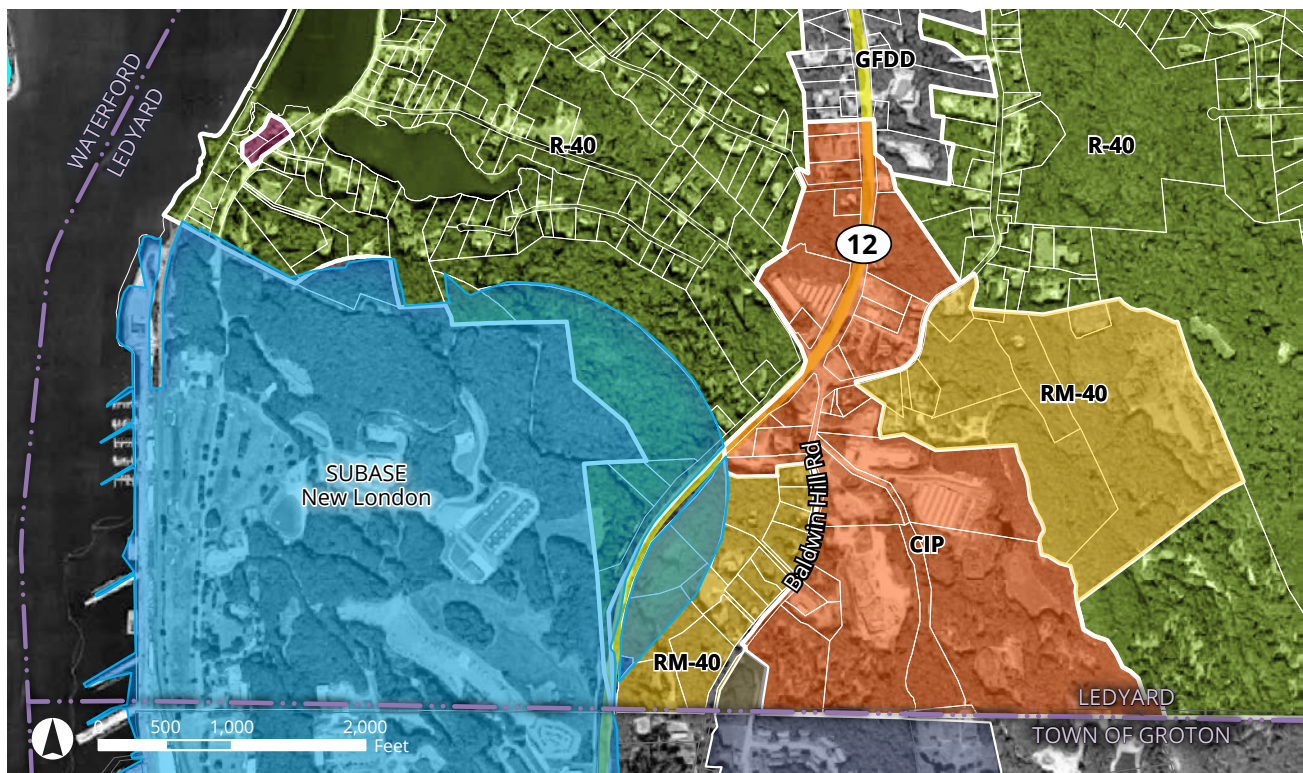 GFDD
WATERFORD
LEDYARD
R-40
R-40
12
RM-40
SUBASE
New London
Baldwin Hill Rd
CIP
RM-40
LEDYARD
TOWN OF GROTON
0 500 1,000 2,000
Feet